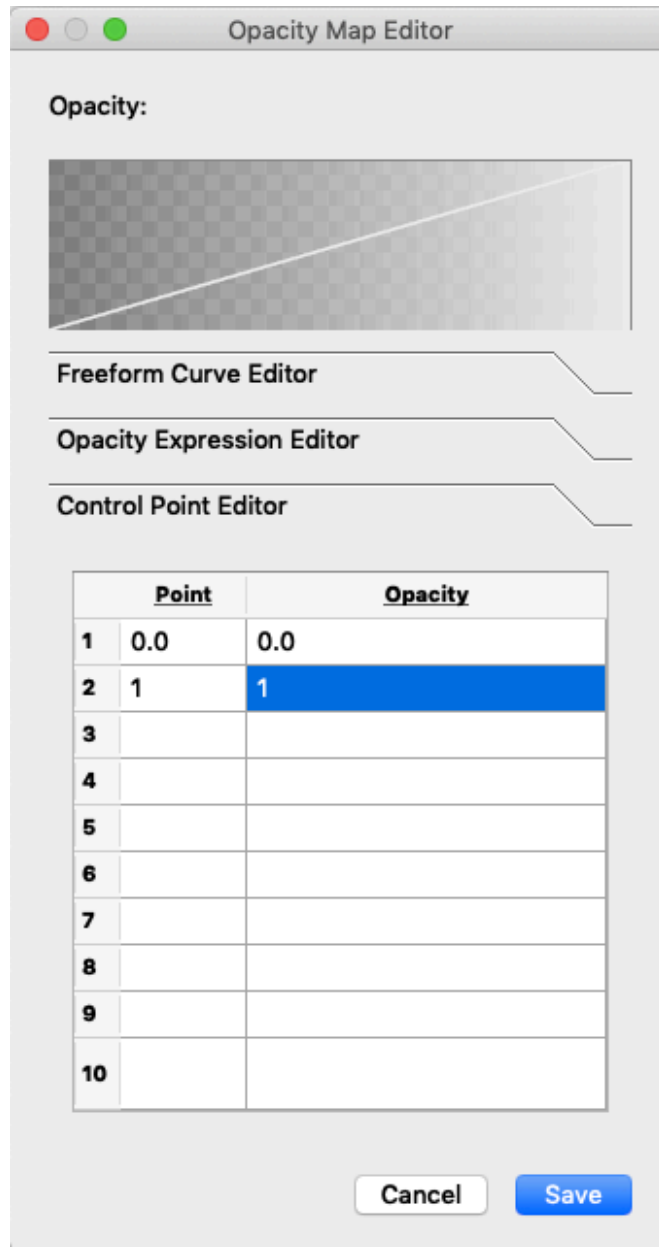 Opacity Map Editor
Opacity:
Freeform Curve Editor
Opacity Expression Editor
Control Point Editor
Point Opacity
1 0.0 0.0
2 1 1
3
4
5
6
7
8
9
10
Cancel Save